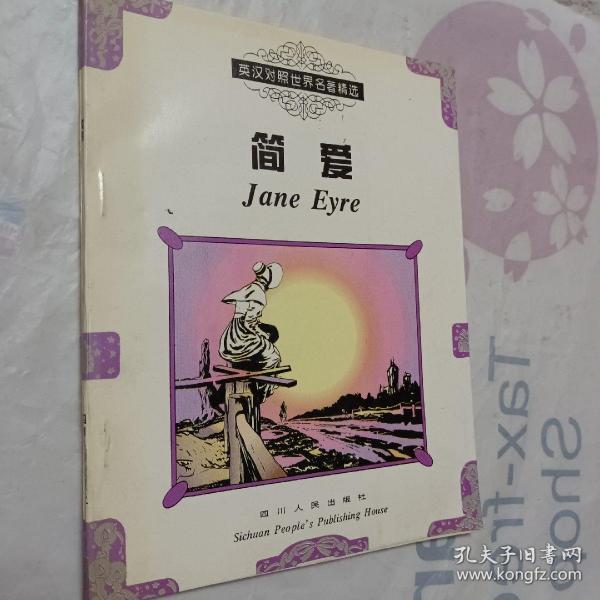 英汉对照世界名著精选
简爱
Jane Eyre
四川人民出版社
Sichuan People's Publishing House
Tax-fr
Shop
孔夫子旧书网
www.kongfz.com